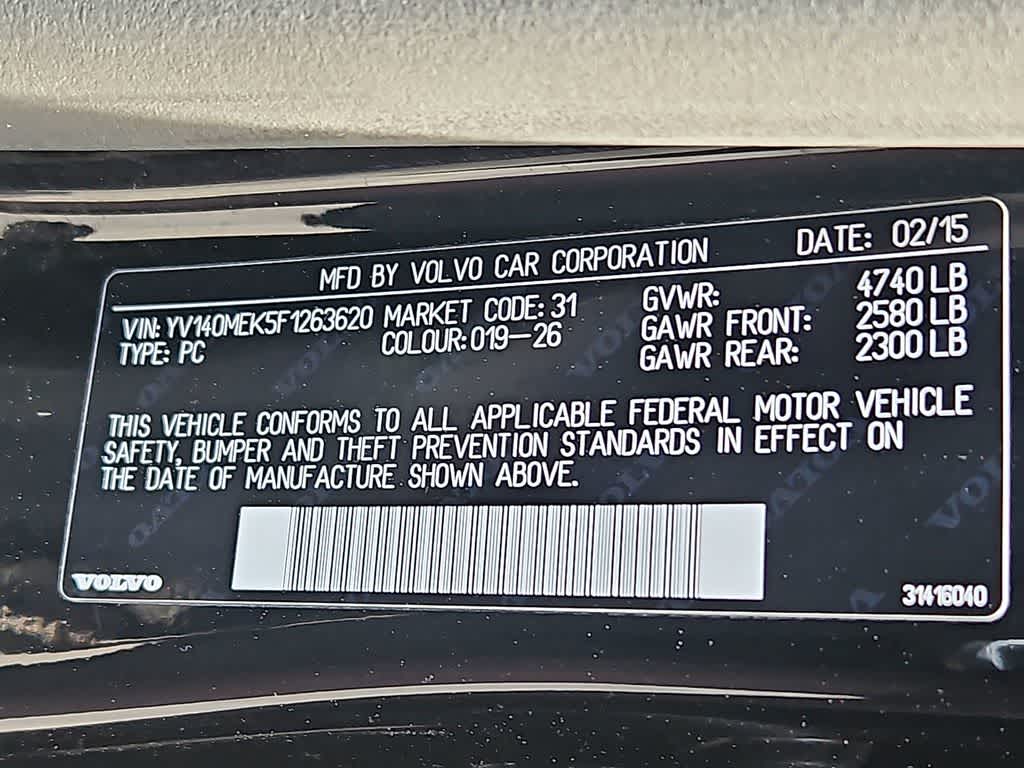 MFD BY VOLVO CAR CORPORATION DATE: 02/15
VIN: YV140MEK5F1263620 MARKET CODE: 31 GVWR: 4740 LB
TYPE: PC COLOUR: 019-26 GAWR FRONT: 2580 LB
GAWR REAR: 2300 LB
THIS VEHICLE CONFORMS TO ALL APPLICABLE FEDERAL MOTOR VEHICLE
SAFETY, BUMPER AND THEFT PREVENTION STANDARDS IN EFFECT ON
THE DATE OF MANUFACTURE SHOWN ABOVE.
VOLVO 31416040